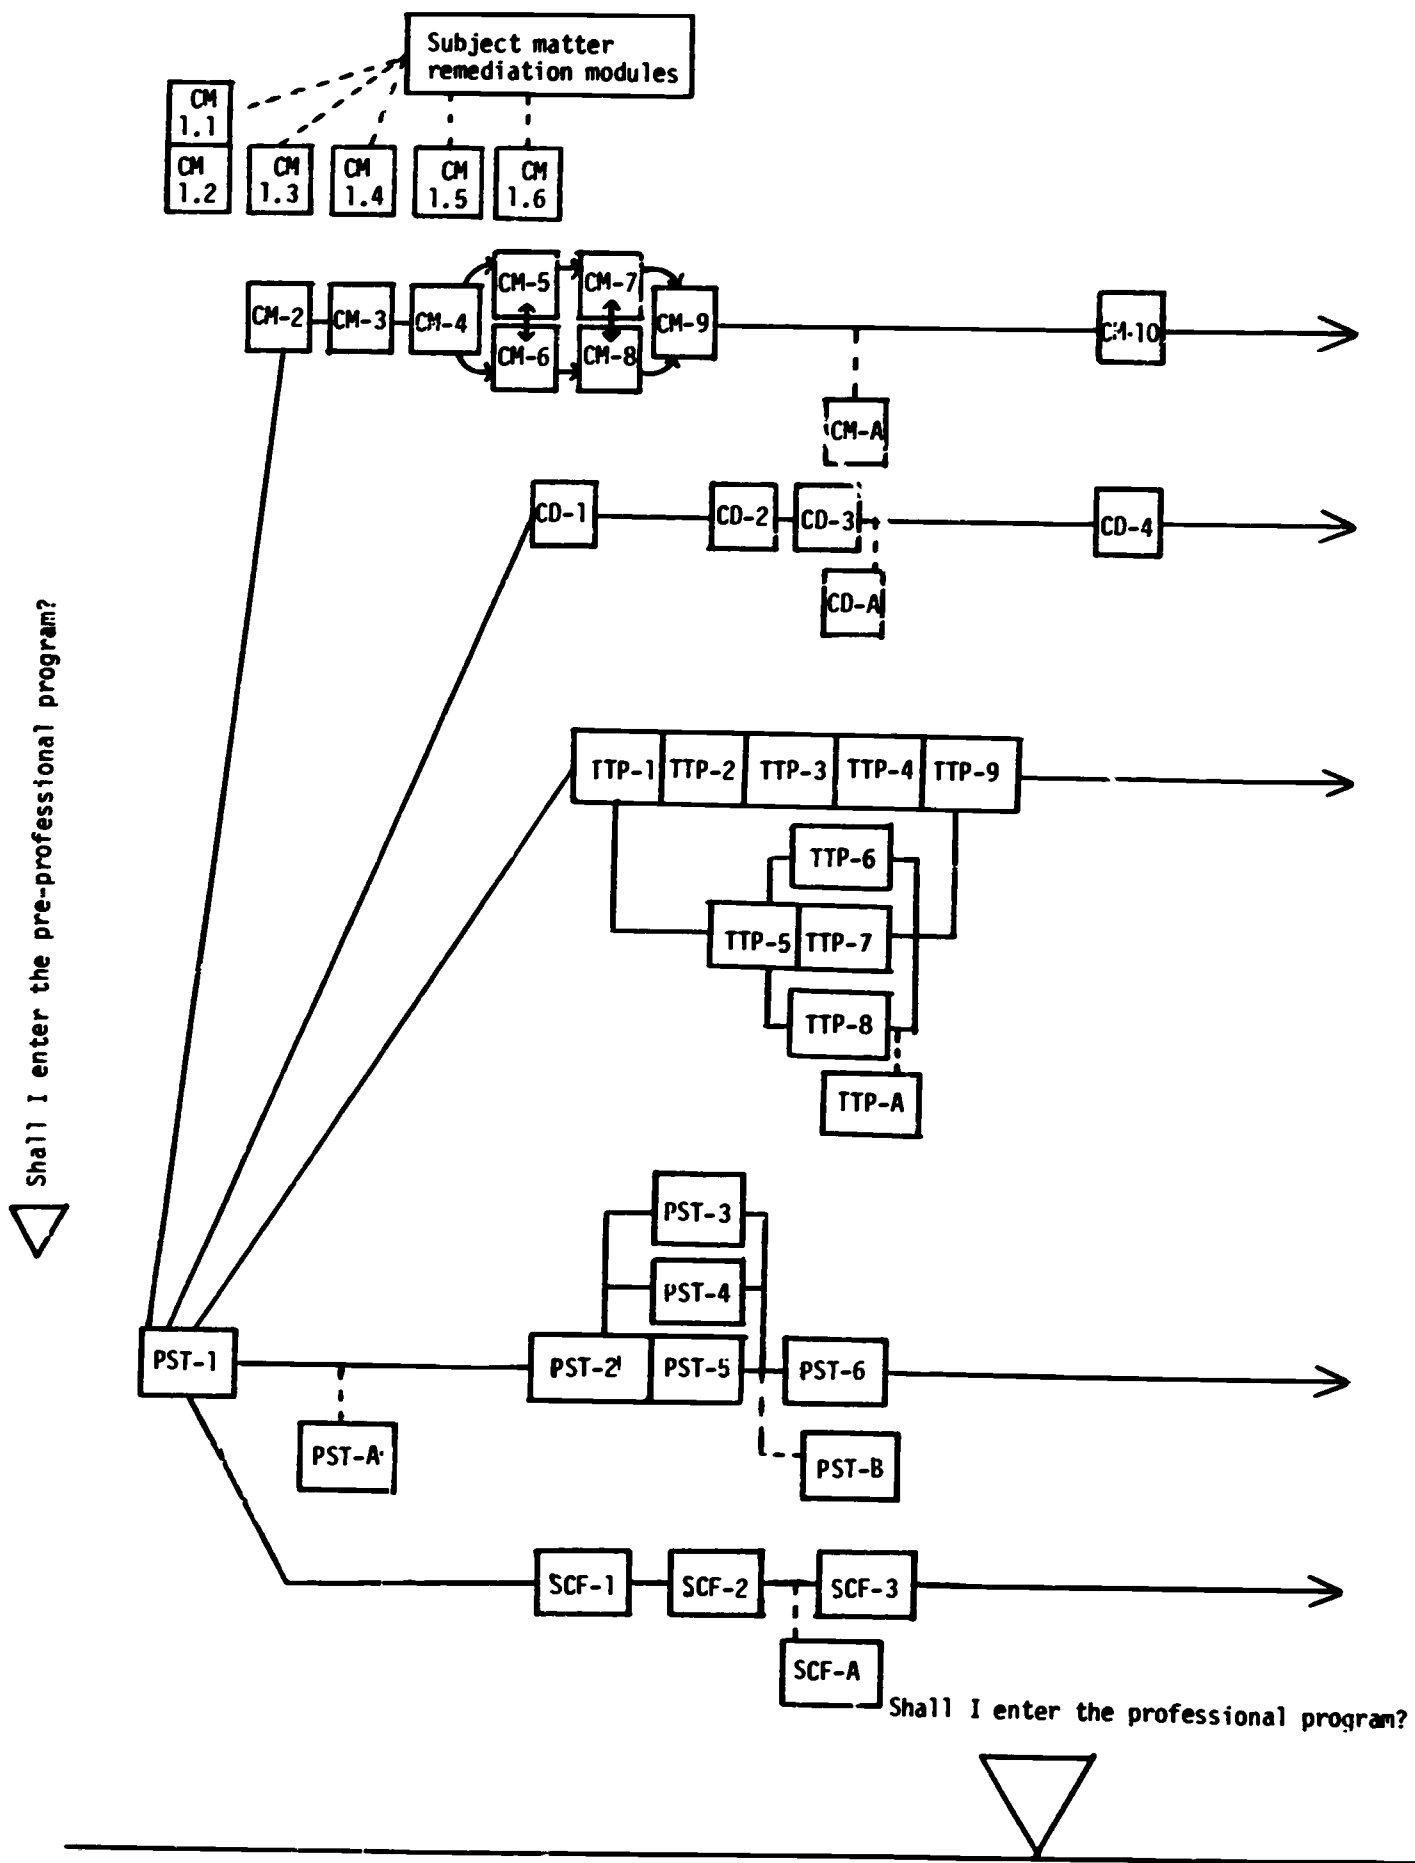 Subject matter
remediation modules
CM
1.1
CM
1.2
CM
1.3
CM
1.4
CM
1.5
CM
1.6
CM-2
CM-3
CM-4
CM-5
CM-6
CM-7
CM-8
CM-9
CM-10
CM-A
CD-1
CD-2
CD-3
CD-4
CD-A
Shall I enter the pre-professional program?
TTP-1
TTP-2
TTP-3
TTP-4
TTP-9
TTP-6
TTP-5
TTP-7
TTP-8
TTP-A
PST-3
PST-4
PST-1
PST-2
PST-5
PST-6
PST-A
PST-B
SCF-1
SCF-2
SCF-3
SCF-A
Shall I enter the professional program?